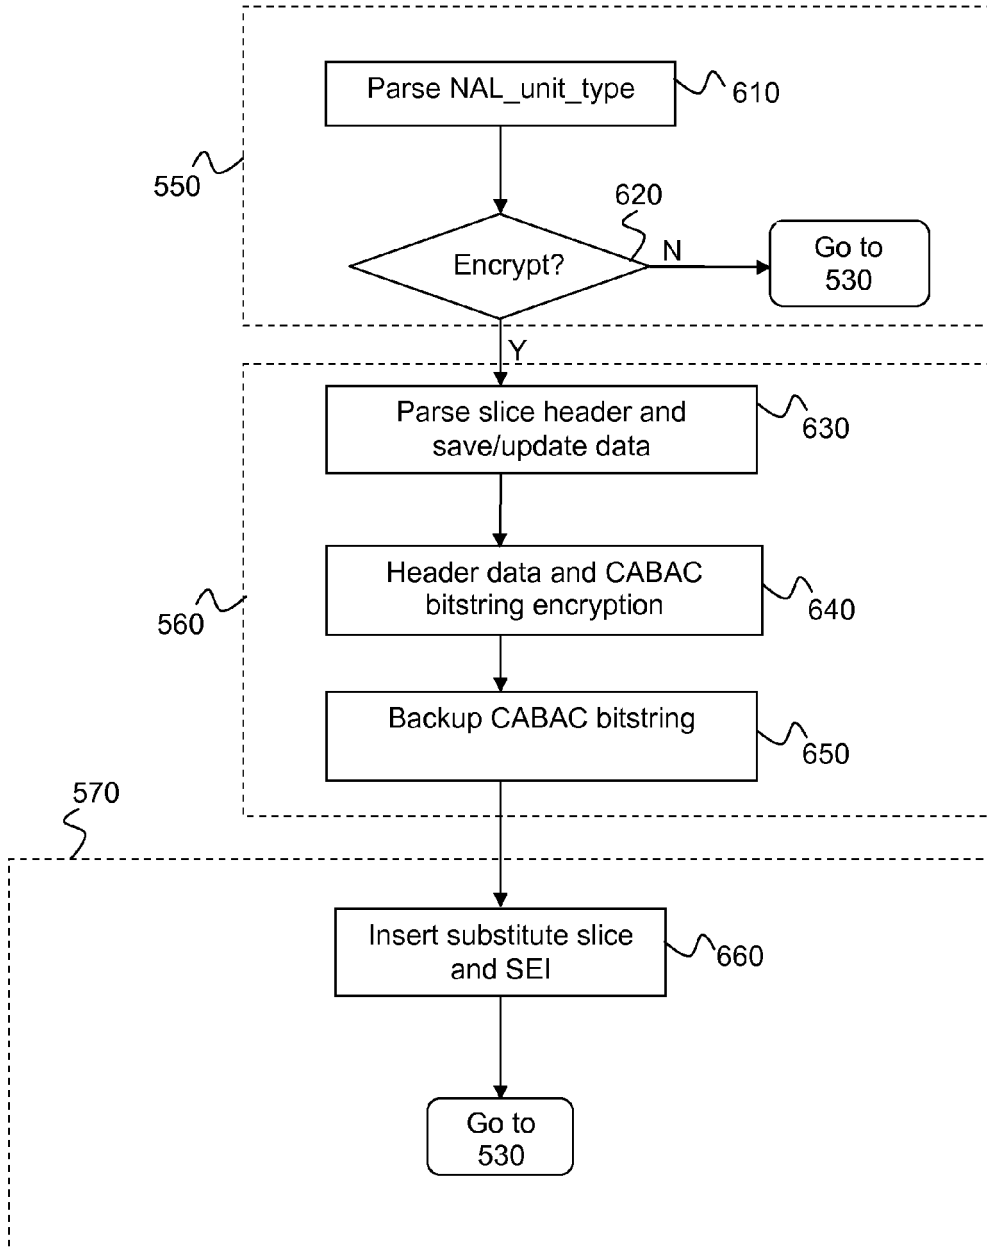 Parse NAL_unit_type
610
550
620
Encrypt?
N
Go to
530
Y
Parse slice header and
save/update data
630
Header data and CABAC
bitstring encryption
640
560
Backup CABAC bitstring
650
570
Insert substitute slice
and SEI
660
Go to
530